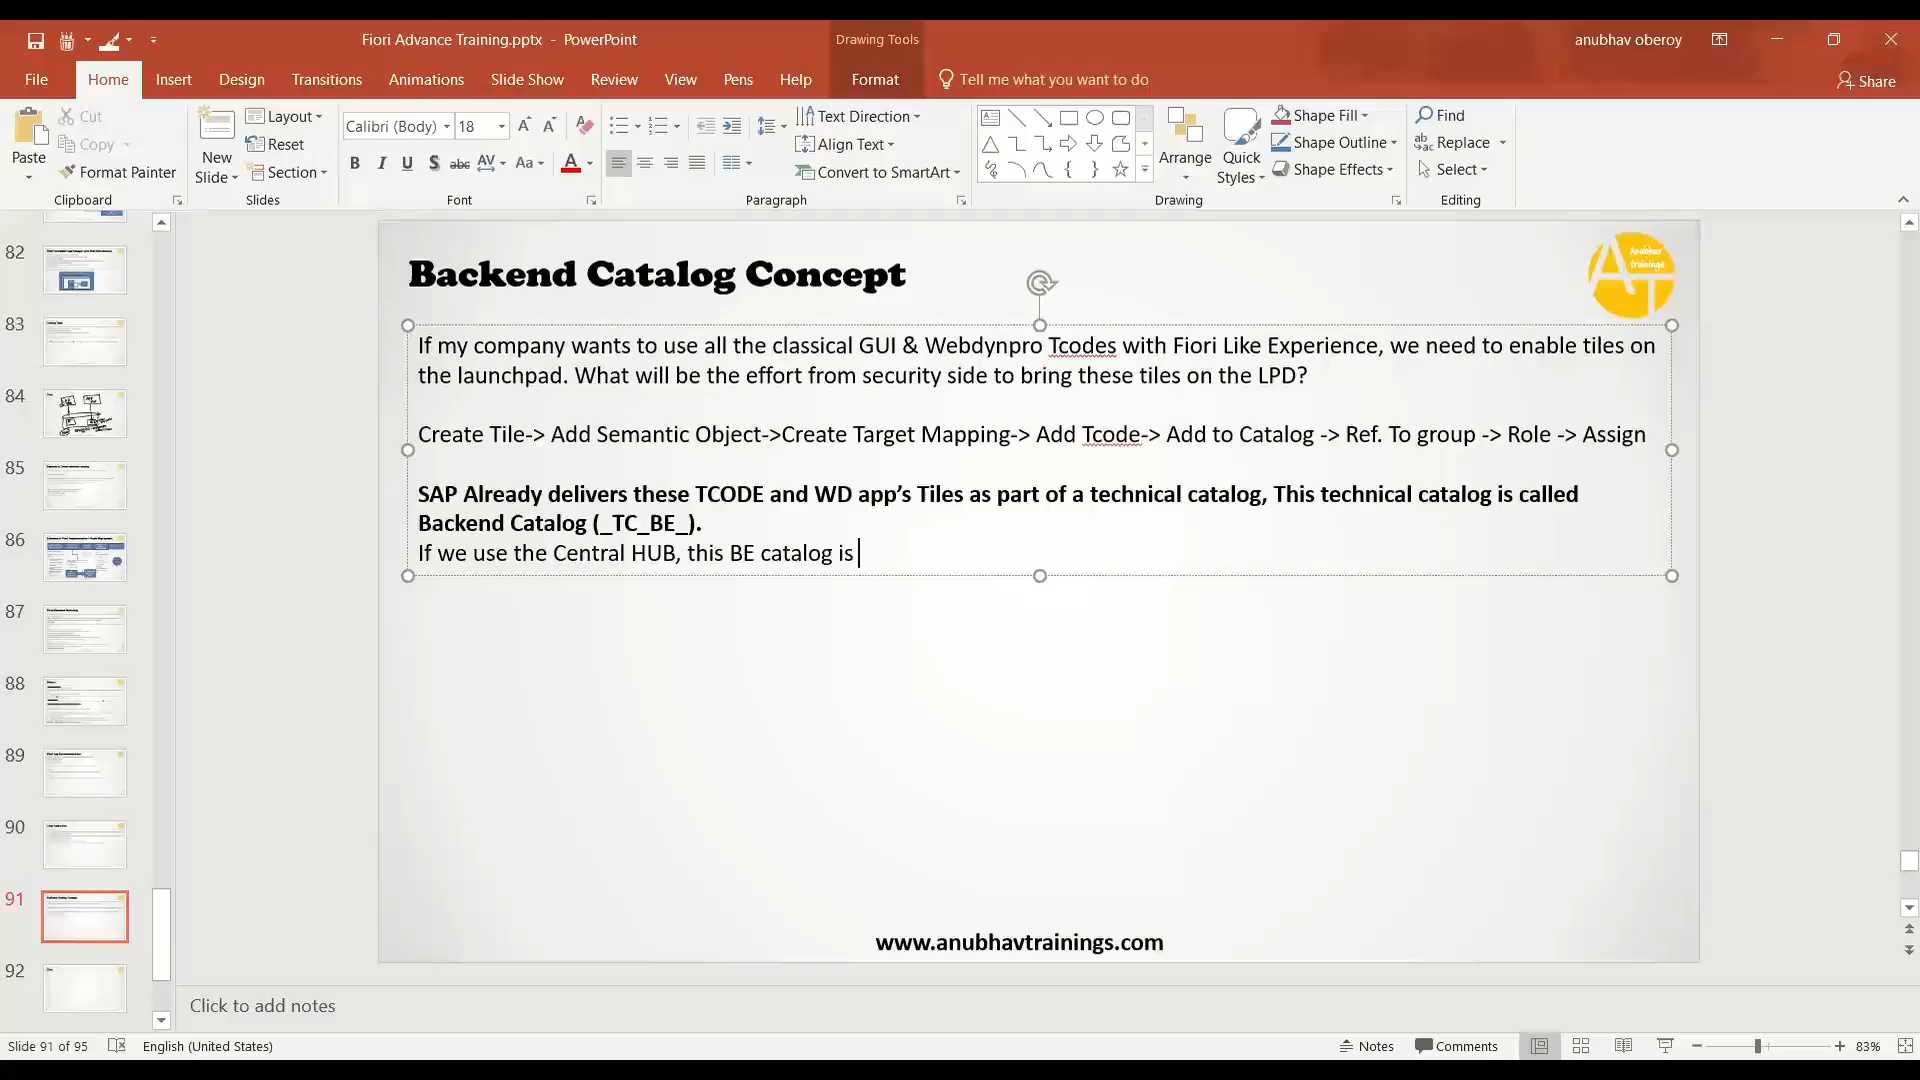 Fiori Advance Training.pptx - PowerPoint
Drawing Tools
anubhav oberoy
File
Home
Insert
Design
Transitions
Animations
Slide Show
Review
View
Pens
Help
Format
Tell me what you want to do
Share
Paste
Cut
Copy
Format Painter
Clipboard
New
Slide
Layout
Reset
Section
Slides
Calibri (Body)
18
Font
Text Direction
Align Text
Convert to SmartArt
Paragraph
Arrange
Quick
Styles
Shape Fill
Shape Outline
Shape Effects
Drawing
Find
Replace
Select
Editing
82
83
84
85
86
87
88
89
90
91
92
Backend Catalog Concept
Anubhav
trainings
If my company wants to use all the classical GUI & Webdynpro Tcodes with Fiori Like Experience, we need to enable tiles on
the launchpad. What will be the effort from security side to bring these tiles on the LPD?
Create Tile-> Add Semantic Object->Create Target Mapping-> Add Tcode-> Add to Catalog -> Ref. To group -> Role -> Assign
SAP Already delivers these TCODE and WD app's Tiles as part of a technical catalog, This technical catalog is called
Backend Catalog (_TC_BE_).
If we use the Central HUB, this BE catalog is
www.anubhavtrainings.com
Click to add notes
Slide 91 of 95
English (United States)
Notes
Comments
83%